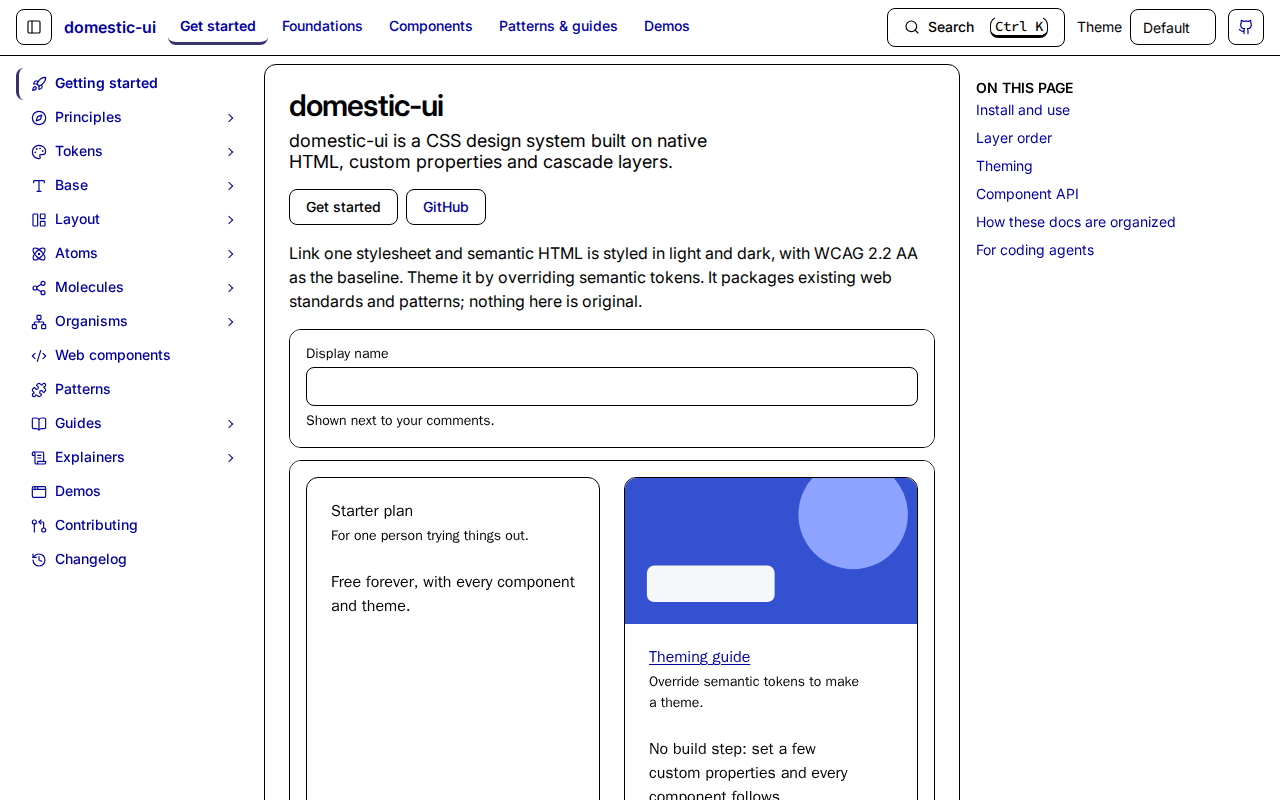 domestic-ui
Get started
Foundations
Components
Patterns & guides
Demos
Search
Ctrl K
Theme
Default
Getting started
Principles
Tokens
Base
Layout
Atoms
Molecules
Organisms
Web components
Patterns
Guides
Explainers
Demos
Contributing
Changelog
domestic-ui
domestic-ui is a CSS design system built on native
HTML, custom properties and cascade layers.
Get started
GitHub
Link one stylesheet and semantic HTML is styled in light and dark, with WCAG 2.2 AA
as the baseline. Theme it by overriding semantic tokens. It packages existing web
standards and patterns; nothing here is original.
Display name
Shown next to your comments.
Starter plan
For one person trying things out.
Free forever, with every component
and theme.
Theming guide
Override semantic tokens to make
a theme.
No build step: set a few
custom properties and every
component follows.
ON THIS PAGE
Install and use
Layer order
Theming
Component API
How these docs are organized
For coding agents